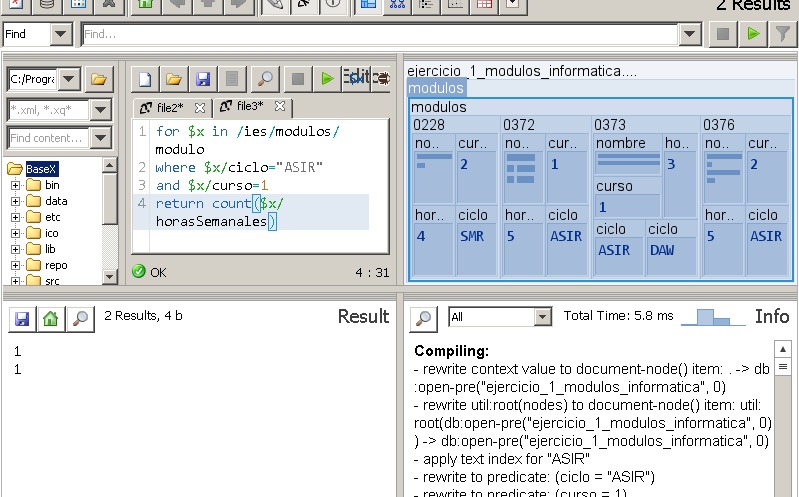 2 Results
Find
Find...
C:/Progra
*.xml, *.xq*
Find content...
BaseX
bin
data
etc
ico
lib
repo
src
file2*
file3*
1 for $x in /ies/modulos/
modulo
2 where $x/ciclo="ASIR"
3 and $x/curso=1
4 return count($x/
horasSemanales)
OK
4 : 31
ejercicio_1_modulos_informatica....
modulos
modulos
0228 0372 0373 0376
no.. cur.. no.. cur.. nombre ho.. no.. cur..
2 1 3 2
curso
1
hor.. ciclo hor.. ciclo ciclo ciclo hor.. ciclo
4 SMR 5 ASIR ASIR DAW 5 ASIR
2 Results, 4 b
Result
1
1
All
Total Time: 5.8 ms
Info
Compiling:
- rewrite context value to document-node() item: . -> db
:open-pre("ejercicio_1_modulos_informatica", 0)
- rewrite util:root(nodes) to document-node() item: util:
root(db:open-pre("ejercicio_1_modulos_informatica", 0)
) -> db:open-pre("ejercicio_1_modulos_informatica", 0)
- apply text index for "ASIR"
- rewrite to predicate: (ciclo = "ASIR")
- rewrite to predicate: (curso = 1)